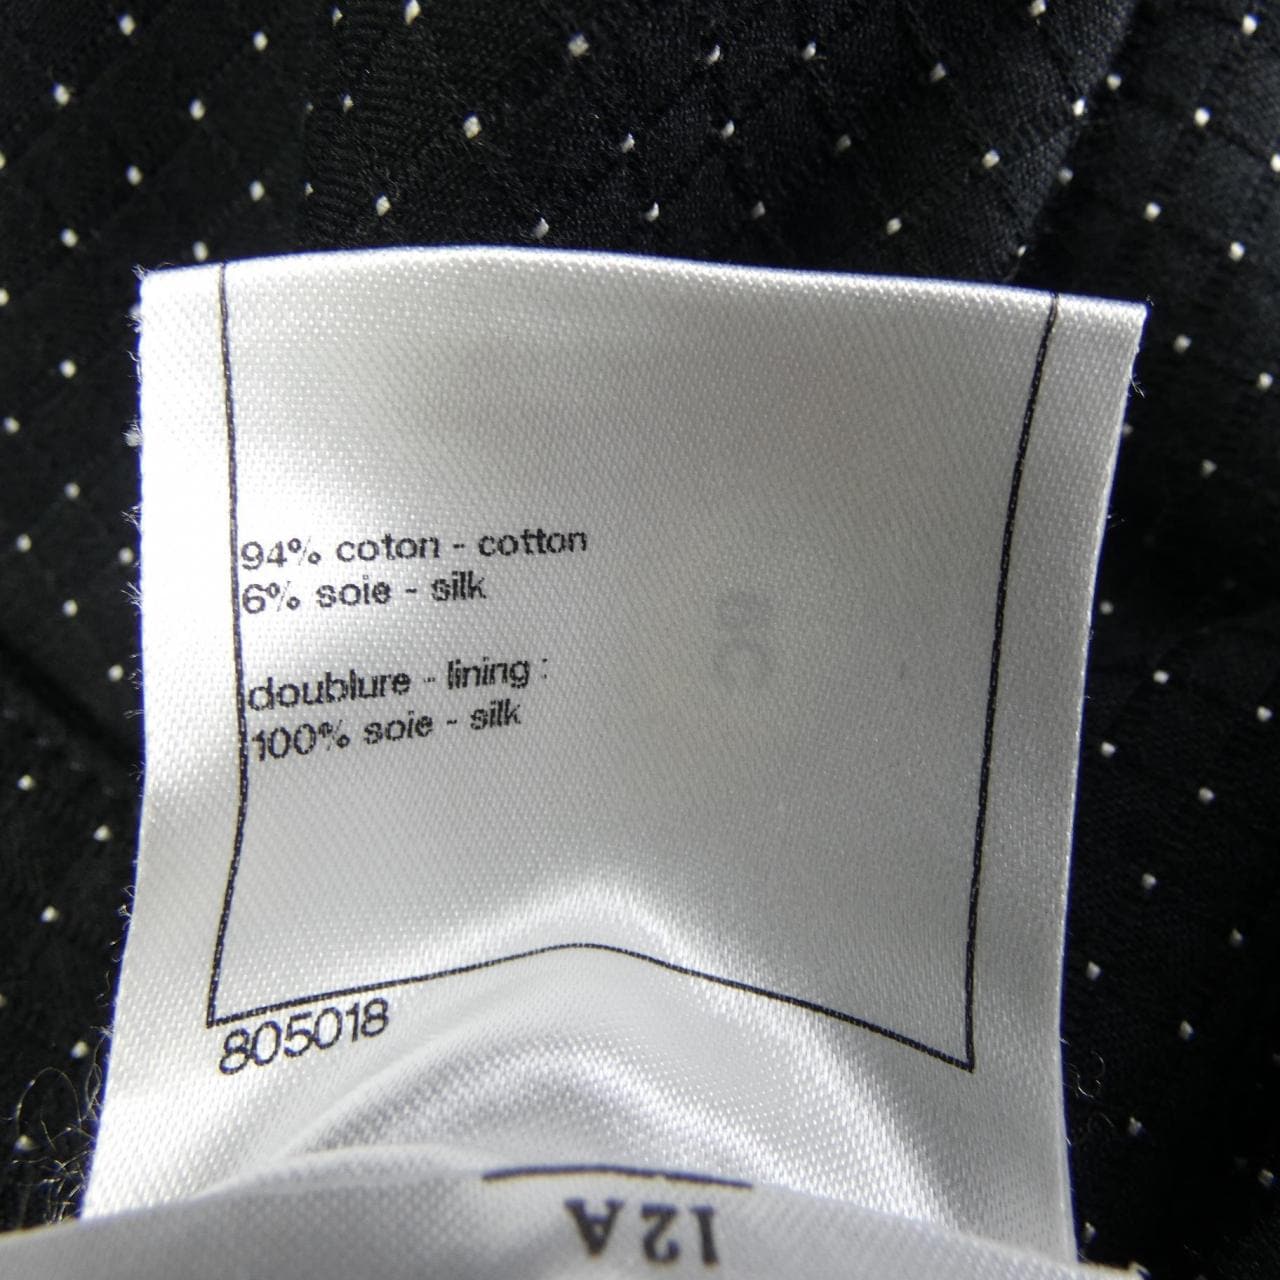 94% coton - cotton
6% soie - silk
doublure - lining :
100% soie - silk
805018
12A